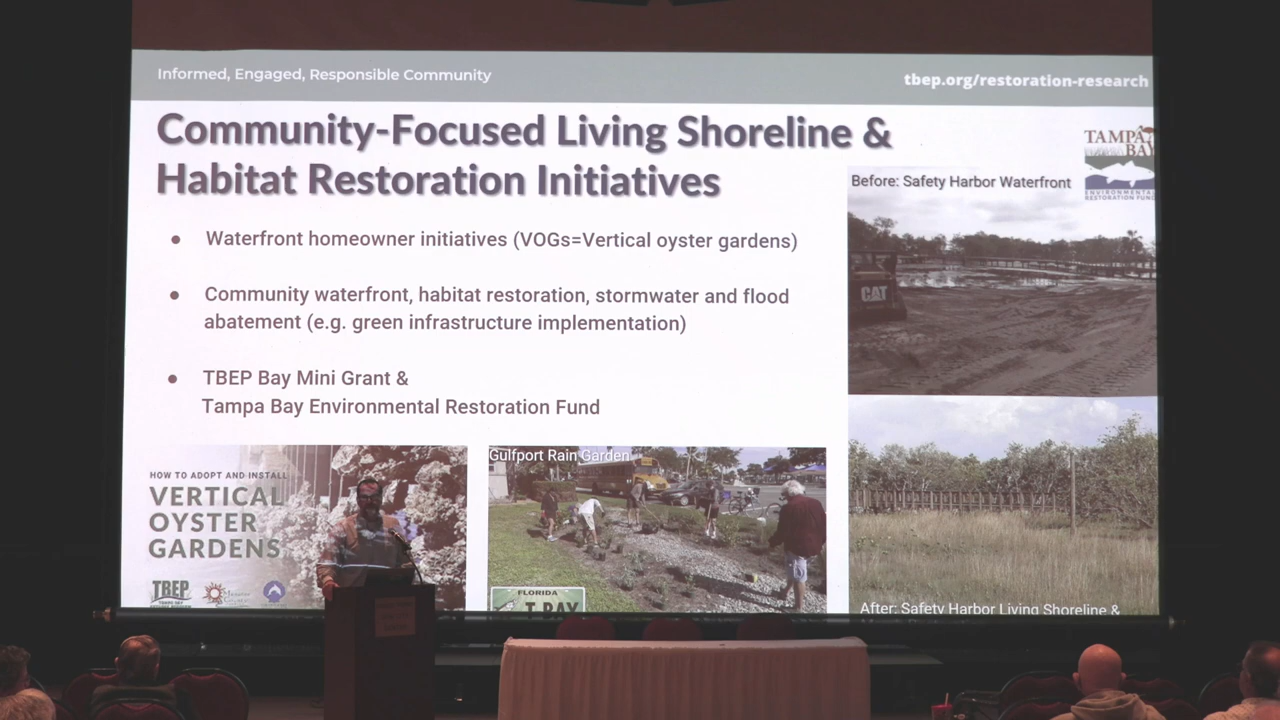 Informed, Engaged, Responsible Community
tbep.org/restoration-research
Community-Focused Living Shoreline &
Habitat Restoration Initiatives
TAMPA
BAY
ENVIRONMENTAL
RESTORATION FUND
Before: Safety Harbor Waterfront
CAT
• Waterfront homeowner initiatives (VOGs=Vertical oyster gardens)
• Community waterfront, habitat restoration, stormwater and flood
abatement (e.g. green infrastructure implementation)
• TBEP Bay Mini Grant &
Tampa Bay Environmental Restoration Fund
HOW TO ADOPT AND INSTALL
VERTICAL
OYSTER
GARDENS
TBEP
Gulfport Rain Garden
FLORIDA
T BAY
After: Safety Harbor Living Shoreline &